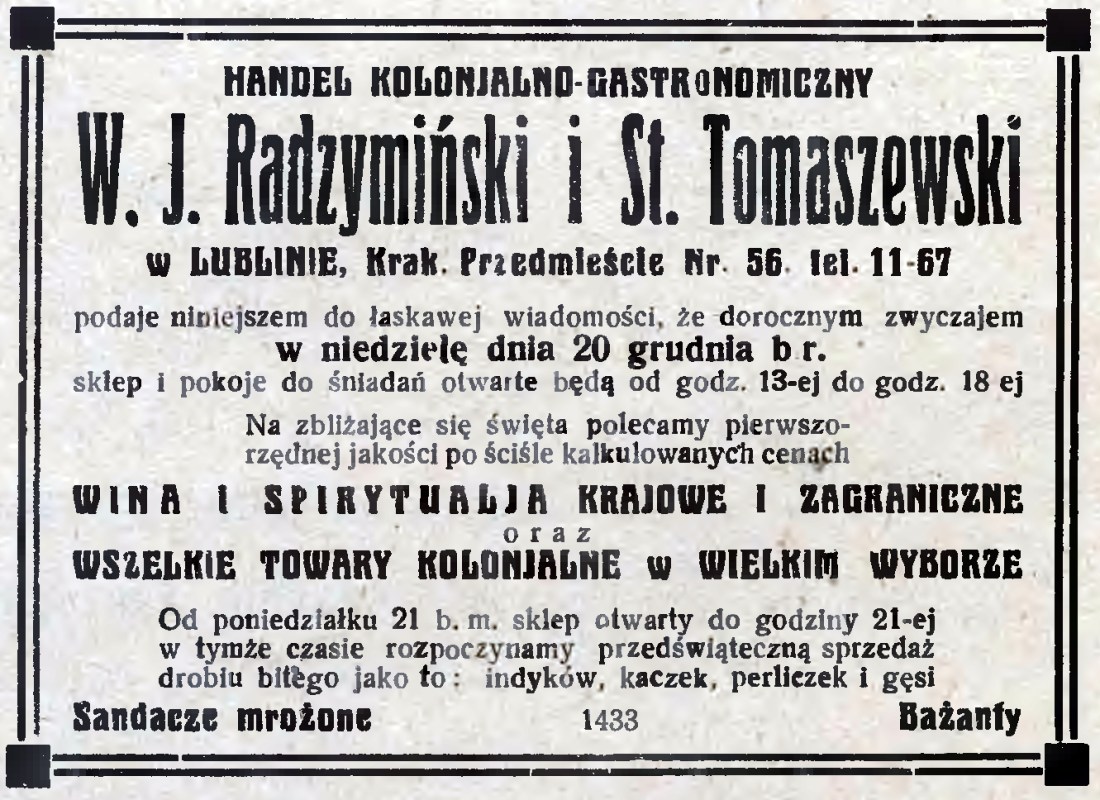 HANDEL KOLONJALNO-GASTRONOMICZNY
W. J. Radzymiński i St. Tomaszewski
w LUBLINIE, Krak. Przedmieście Nr. 56. tel. 11-67
podaje niniejszem do łaskawej wiadomości, że dorocznym zwyczajem
w niedzielę dnia 20 grudnia b r.
sklep i pokoje do śniadań otwarte będą od godz. 13-ej do godz. 18 ej
Na zbliżające się święta polecamy pierwszo-
rzędnej jakości po ściśle kalkulowanych cenach
WINA I SPIRYTUALJA KRAJOWE I ZAGRANICZNE
oraz
WSZELKIE TOWARY KOLONJALNE w WIELKIM WYBORZE
Od poniedziałku 21 b. m. sklep otwarty do godziny 21-ej
w tymże czasie rozpoczynamy przedświąteczną sprzedaż
drobiu bitego jako to: indyków, kaczek, perliczek i gęsi
Sandacze mrożone 1433 Bażanty